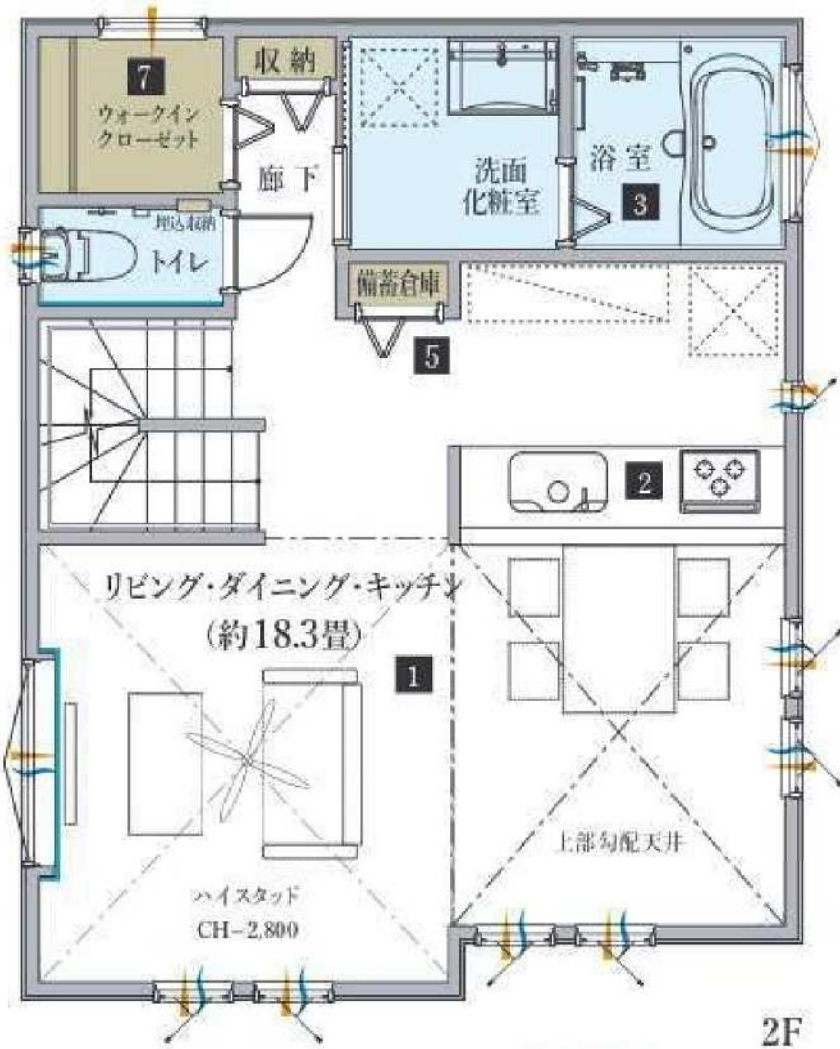 7
ウォークイン
クローゼット
収納
廊下
洗面
化粧室
浴室
3
埋込収納
トイレ
備蓄倉庫
5
2
リビング・ダイニング・キッチン
(約18.3畳)
1
上部勾配天井
ハイスタッド
CH-2,800
2F